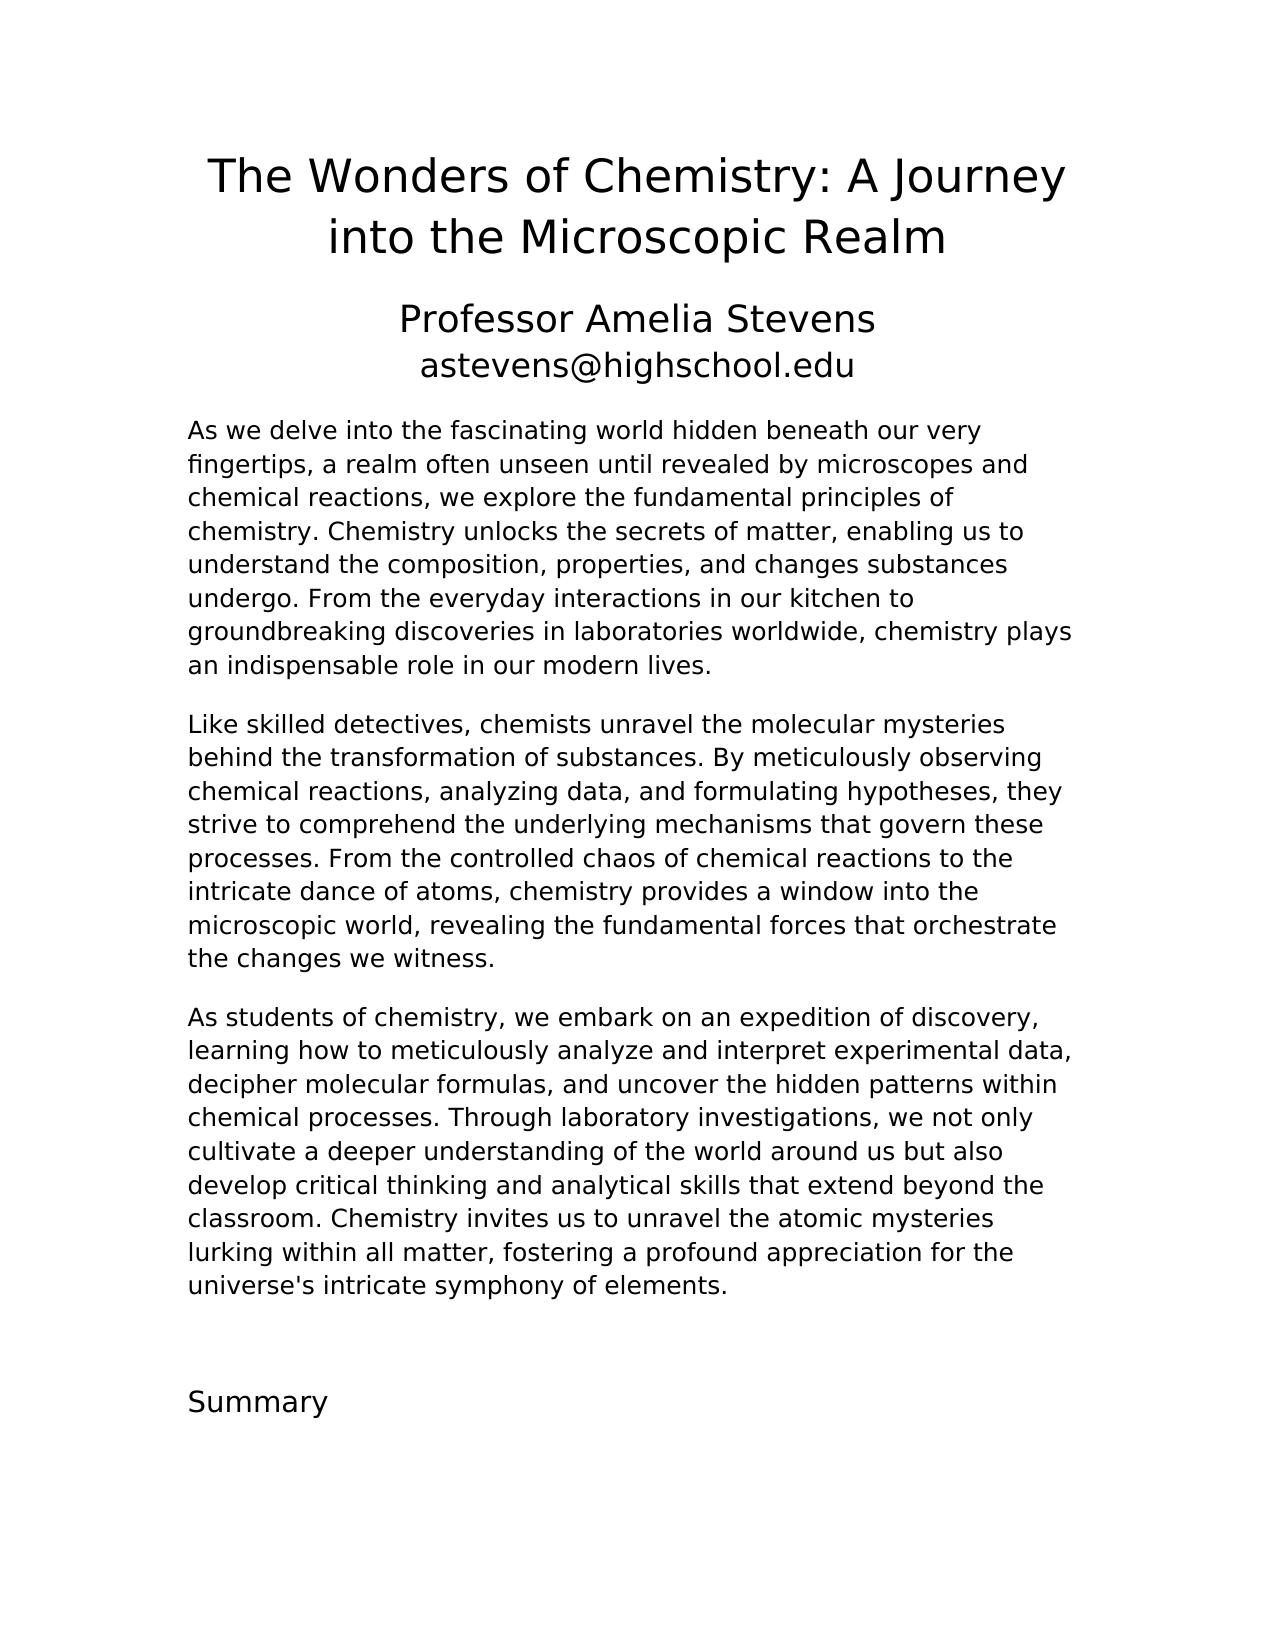 The Wonders of Chemistry: A Journey
into the Microscopic Realm
Professor Amelia Stevens
astevens@highschool.edu
As we delve into the fascinating world hidden beneath our very
fingertips, a realm often unseen until revealed by microscopes and
chemical reactions, we explore the fundamental principles of
chemistry. Chemistry unlocks the secrets of matter, enabling us to
understand the composition, properties, and changes substances
undergo. From the everyday interactions in our kitchen to
groundbreaking discoveries in laboratories worldwide, chemistry plays
an indispensable role in our modern lives.
Like skilled detectives, chemists unravel the molecular mysteries
behind the transformation of substances. By meticulously observing
chemical reactions, analyzing data, and formulating hypotheses, they
strive to comprehend the underlying mechanisms that govern these
processes. From the controlled chaos of chemical reactions to the
intricate dance of atoms, chemistry provides a window into the
microscopic world, revealing the fundamental forces that orchestrate
the changes we witness.
As students of chemistry, we embark on an expedition of discovery,
learning how to meticulously analyze and interpret experimental data,
decipher molecular formulas, and uncover the hidden patterns within
chemical processes. Through laboratory investigations, we not only
cultivate a deeper understanding of the world around us but also
develop critical thinking and analytical skills that extend beyond the
classroom. Chemistry invites us to unravel the atomic mysteries
lurking within all matter, fostering a profound appreciation for the
universe's intricate symphony of elements.
Summary